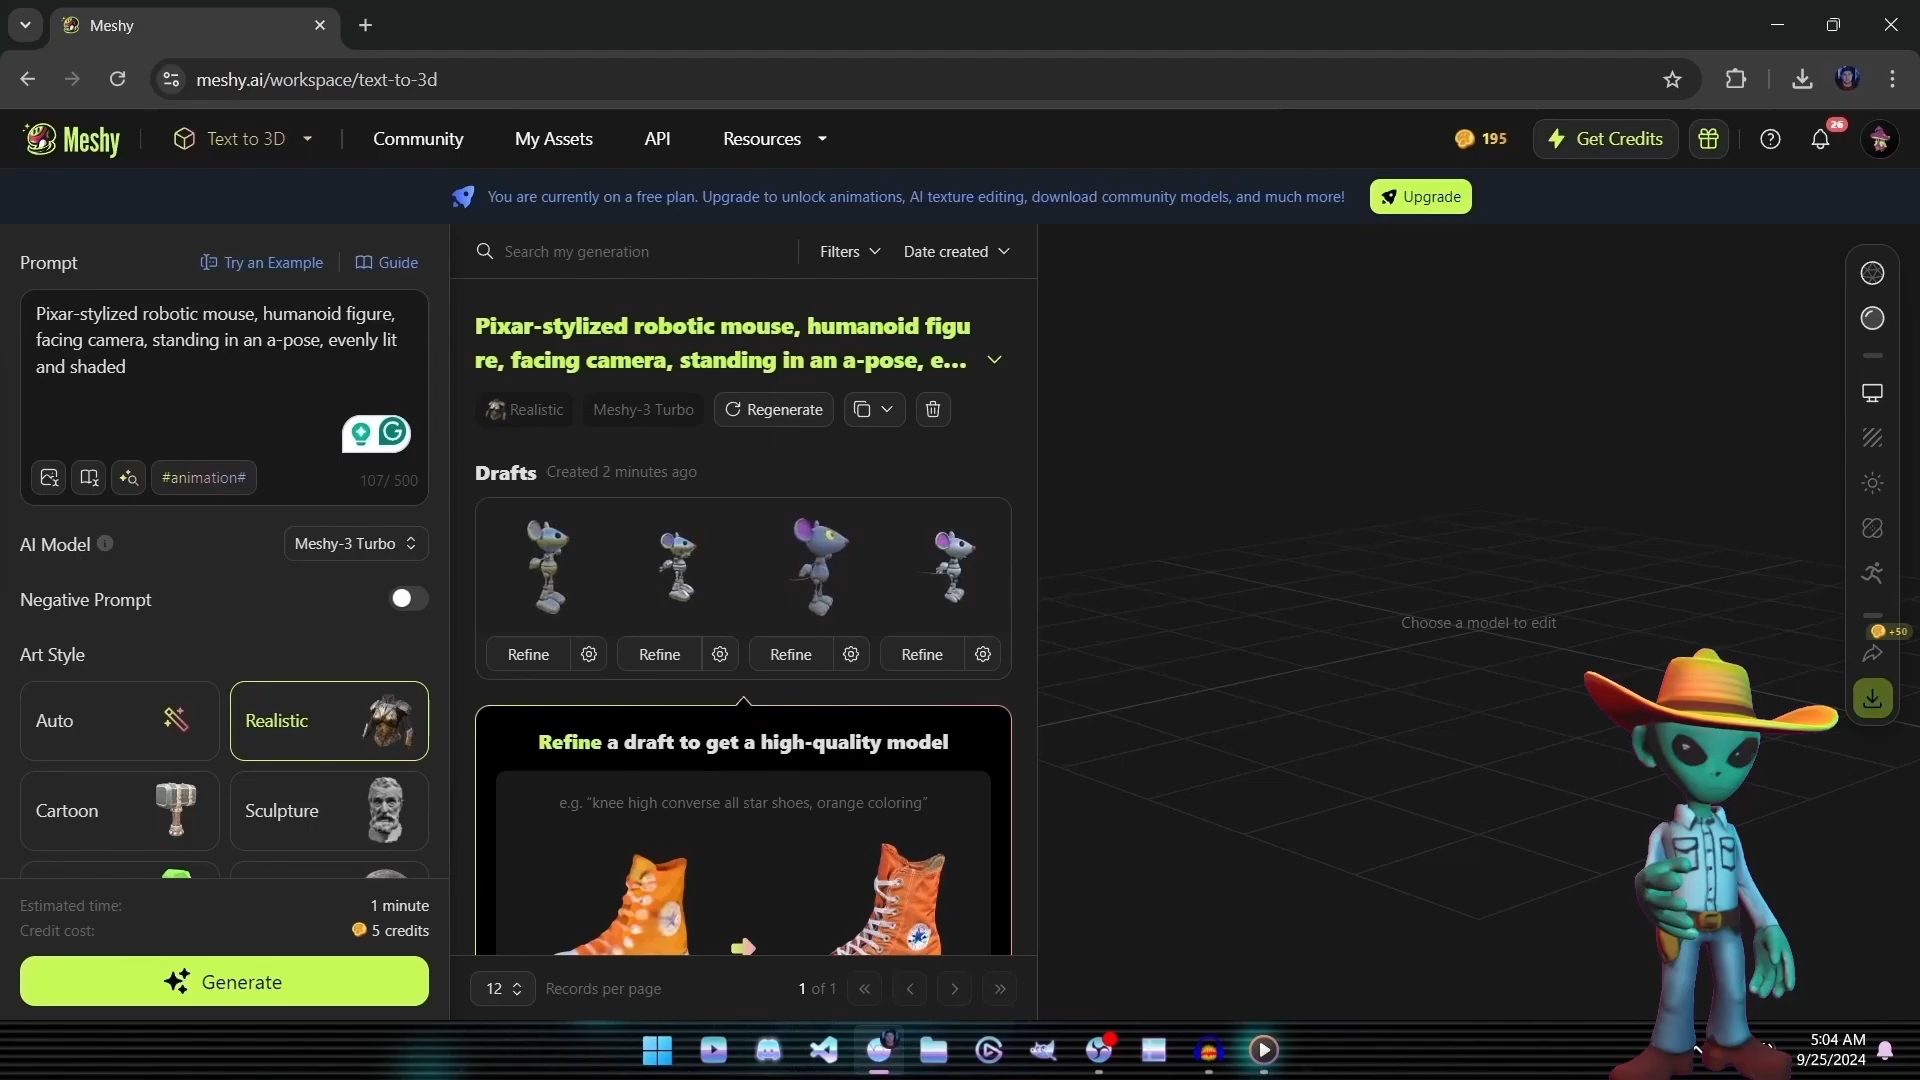 Meshy
meshy.ai/workspace/text-to-3d
Meshy
Text to 3D
Community
My Assets
API
Resources
195
Get Credits
26
You are currently on a free plan. Upgrade to unlock animations, AI texture editing, download community models, and much more!
Upgrade
Prompt
Try an Example
Guide
Pixar-stylized robotic mouse, humanoid figure,
facing camera, standing in an a-pose, evenly lit
and shaded
#animation#
107/ 500
AI Model
Meshy-3 Turbo
Negative Prompt
Art Style
Auto
Realistic
Cartoon
Sculpture
Estimated time:
1 minute
Credit cost:
5 credits
Generate
Search my generation
Filters
Date created
Pixar-stylized robotic mouse, humanoid figu
re, facing camera, standing in an a-pose, e...
Realistic
Meshy-3 Turbo
Regenerate
Drafts
Created 2 minutes ago
Refine
Refine
Refine
Refine
Refine a draft to get a high-quality model
e.g. “knee high converse all star shoes, orange coloring”
12
Records per page
1 of 1
Choose a model to edit
+50
5:04 AM
9/25/2024